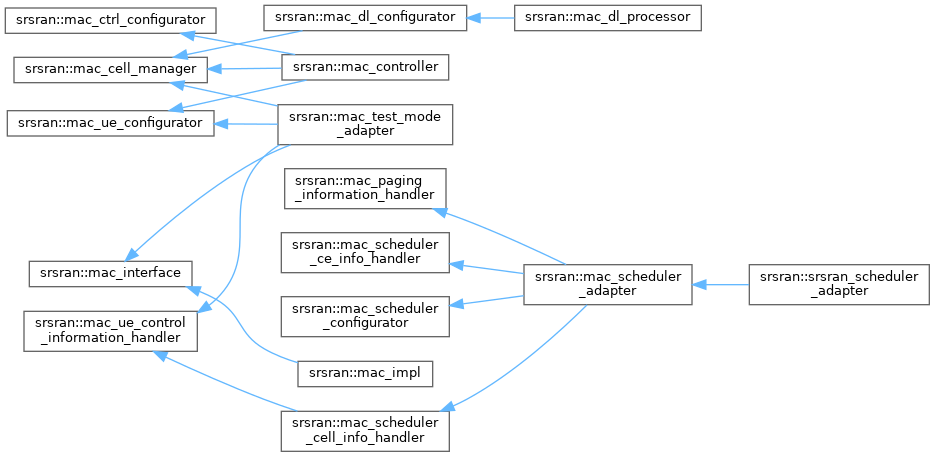 srsran::mac_ctrl_configurator
srsran::mac_dl_configurator
srsran::mac_dl_processor
srsran::mac_cell_manager
srsran::mac_controller
srsran::mac_ue_configurator
srsran::mac_test_mode
_adapter
srsran::mac_paging
_information_handler
srsran::mac_scheduler
_ce_info_handler
srsran::mac_interface
srsran::mac_scheduler
_adapter
srsran::srsran_scheduler
_adapter
srsran::mac_scheduler
_configurator
srsran::mac_ue_control
_information_handler
srsran::mac_impl
srsran::mac_scheduler
_cell_info_handler